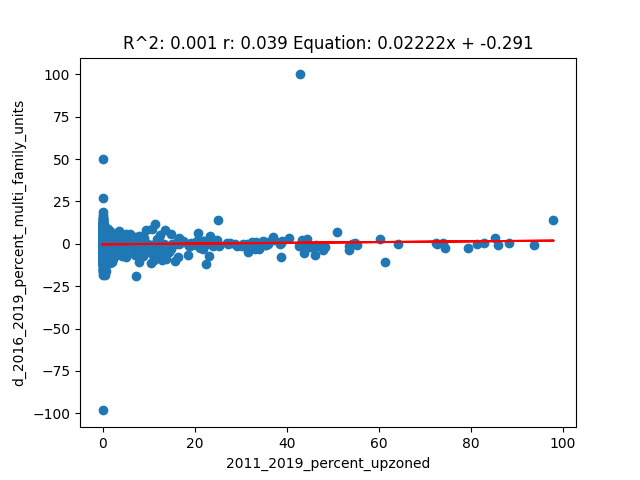 R^2: 0.001 r: 0.039 Equation: 0.02222x + -0.291
100
75
50
25
0
−25
−50
−75
−100
d_2016_2019_percent_multi_family_units
0 20 40 60 80 100
2011_2019_percent_upzoned